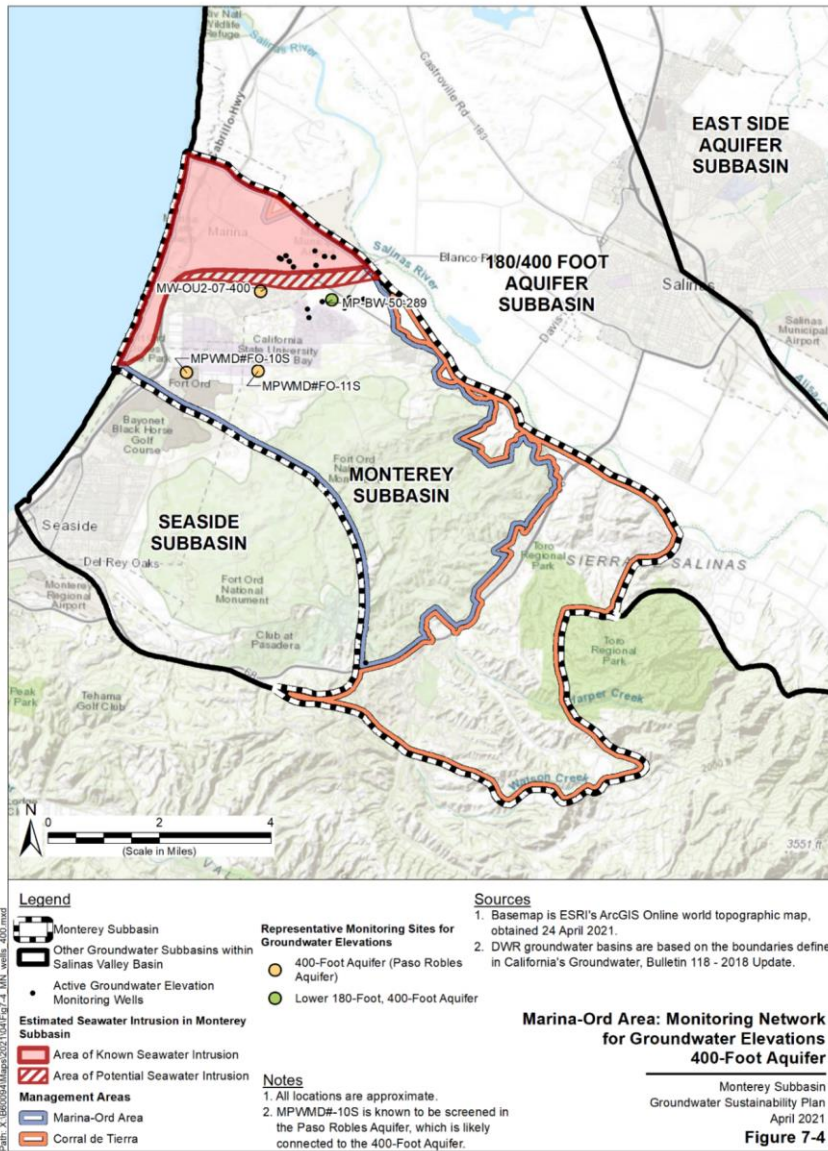 Salinas River
Castroville Rd
183
Cabrillo Hwy
EAST SIDE
AQUIFER
SUBBASIN
Marina
Salinas
River
Blanco Rd
180/400 FOOT
AQUIFER
SUBBASIN
Salinas
Salinas
Municipal
Airport
MW-OU2-07-400
MP-BW-50-289
Davis
California
State University
Bay
MPWMD#FO-10S
Fort Ord
MPWMD#FO-11S
Bayonet
Black Horse
Golf
Course
Fort Ord
MONTEREY
SUBBASIN
SEASIDE
SUBBASIN
Seaside
Del Rey Oaks
Monterey
Regional
Airport
Fort Ord
National
Monument
Toro
Regional
Park
SIERRA SALINAS
Club at
Pasadera
Toro
Regional
Park
Harper Creek
Peak
Park
Tehama
Golf Club
Watson Creek
N
0 2 4
(Scale in Miles)
3551 ft
Legend
Monterey Subbasin
Other Groundwater Subbasins within
Salinas Valley Basin
Active Groundwater Elevation
Monitoring Wells
Estimated Seawater Intrusion in Monterey
Subbasin
Area of Known Seawater Intrusion
Area of Potential Seawater Intrusion
Management Areas
Marina-Ord Area
Corral de Tierra
Representative Monitoring Sites for
Groundwater Elevations
400-Foot Aquifer (Paso Robles
Aquifer)
Lower 180-Foot, 400-Foot Aquifer
Notes
1. All locations are approximate.
2. MPWMD#-10S is known to be screened in
the Paso Robles Aquifer, which is likely
connected to the 400-Foot Aquifer.
Sources
1. Basemap is ESRI's ArcGIS Online world topographic map,
obtained 24 April 2021.
2. DWR groundwater basins are based on the boundaries define
in California's Groundwater, Bulletin 118 - 2018 Update.
Marina-Ord Area: Monitoring Network
for Groundwater Elevations
400-Foot Aquifer
Monterey Subbasin
Groundwater Sustainability Plan
April 2021
Figure 7-4